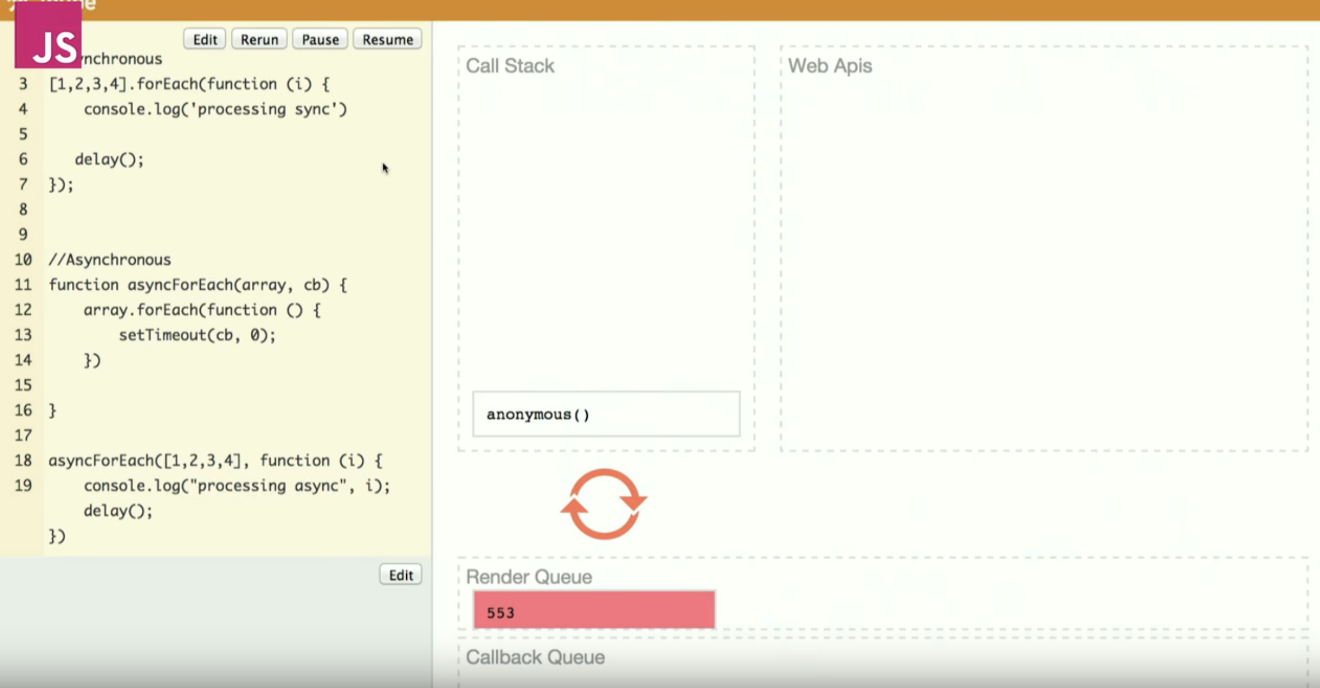 JS
Edit Rerun Pause Resume
nchronous
3 [1,2,3,4].forEach(function (i) {
4 console.log('processing sync')
5
6 delay();
7 });
8
9
10 //Asynchronous
11 function asyncForEach(array, cb) {
12 array.forEach(function () {
13 setTimeout(cb, 0);
14 })
15
16 }
17
18 asyncForEach([1,2,3,4], function (i) {
19 console.log("processing async", i);
delay();
})
Edit
Call Stack
anonymous()
Web Apis
Render Queue
553
Callback Queue